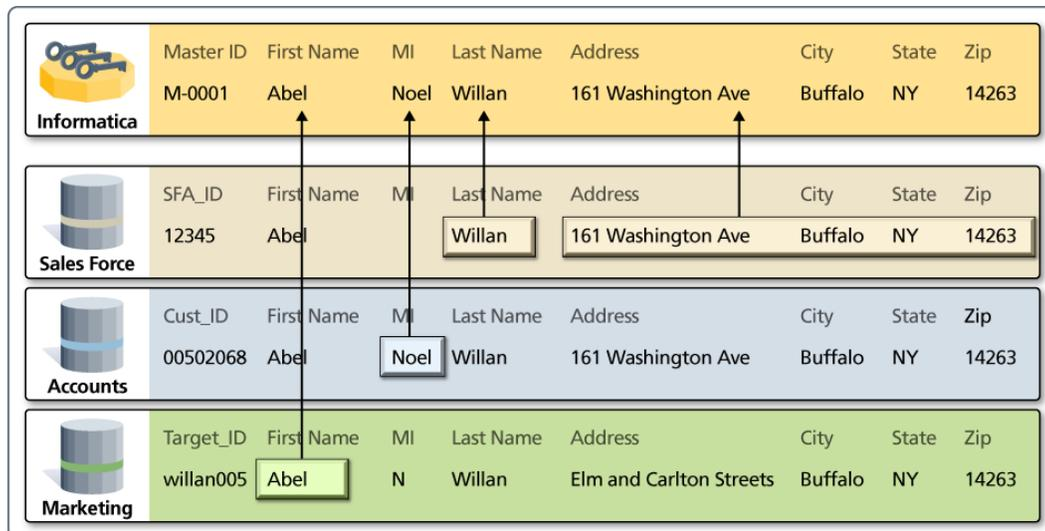 Master ID First Name MI Last Name Address City State Zip
M-0001 Abel Noel Willan 161 Washington Ave Buffalo NY 14263
Informatica
SFA_ID First Name MI Last Name Address City State Zip
12345 Abel Willan 161 Washington Ave Buffalo NY 14263
Sales Force
Cust_ID First Name MI Last Name Address City State Zip
00502068 Abel Noel Willan 161 Washington Ave Buffalo NY 14263
Accounts
Target_ID First Name MI Last Name Address City State Zip
willan005 Abel N Willan Elm and Carlton Streets Buffalo NY 14263
Marketing